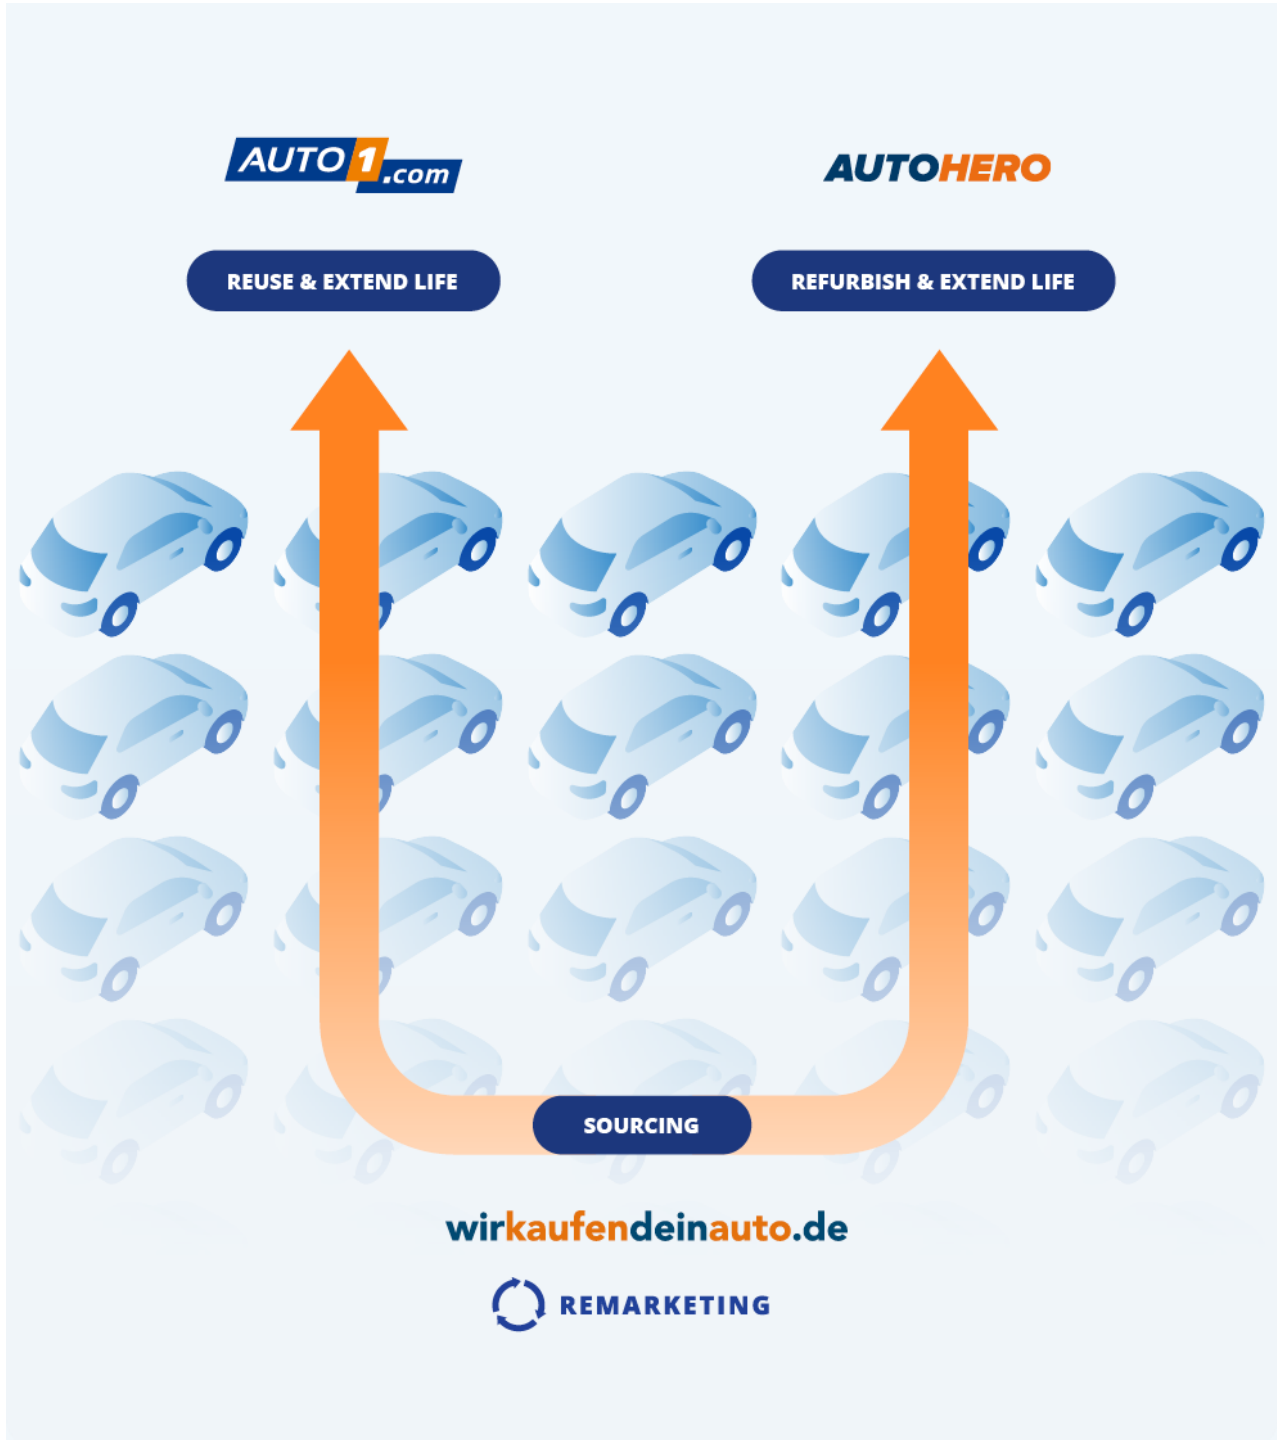 AUTO1.com
AUTOHERO
REUSE & EXTEND LIFE
REFURBISH & EXTEND LIFE
SOURCING
wirkaufendeinauto.de
REMARKETING